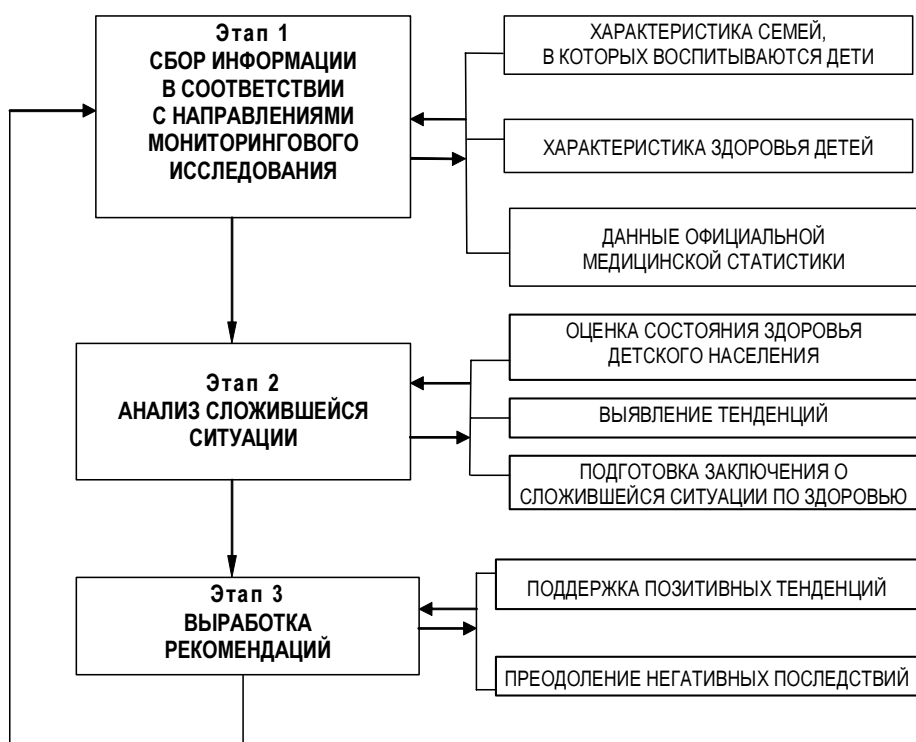 Этап 1
СБОР ИНФОРМАЦИИ
В СООТВЕТСТВИИ
С НАПРАВЛЕНИЯМИ
МОНИТОРИНГОВОГО
ИССЛЕДОВАНИЯ
ХАРАКТЕРИСТИКА СЕМЕЙ,
В КОТОРЫХ ВОСПИТЫВАЮТСЯ ДЕТИ
ХАРАКТЕРИСТИКА ЗДОРОВЬЯ ДЕТЕЙ
ДАННЫЕ ОФИЦИАЛЬНОЙ
МЕДИЦИНСКОЙ СТАТИСТИКИ
Этап 2
АНАЛИЗ СЛОЖИВШЕЙСЯ
СИТУАЦИИ
ОЦЕНКА СОСТОЯНИЯ ЗДОРОВЬЯ
ДЕТСКОГО НАСЕЛЕНИЯ
ВЫЯВЛЕНИЕ ТЕНДЕНЦИЙ
ПОДГОТОВКА ЗАКЛЮЧЕНИЯ О
СЛОЖИВШЕЙСЯ СИТУАЦИИ ПО ЗДОРОВЬЮ
Этап 3
ВЫРАБОТКА
РЕКОМЕНДАЦИЙ
ПОДДЕРЖКА ПОЗИТИВНЫХ ТЕНДЕНЦИЙ
ПРЕОДОЛЕНИЕ НЕГАТИВНЫХ ПОСЛЕДСТВИЙ